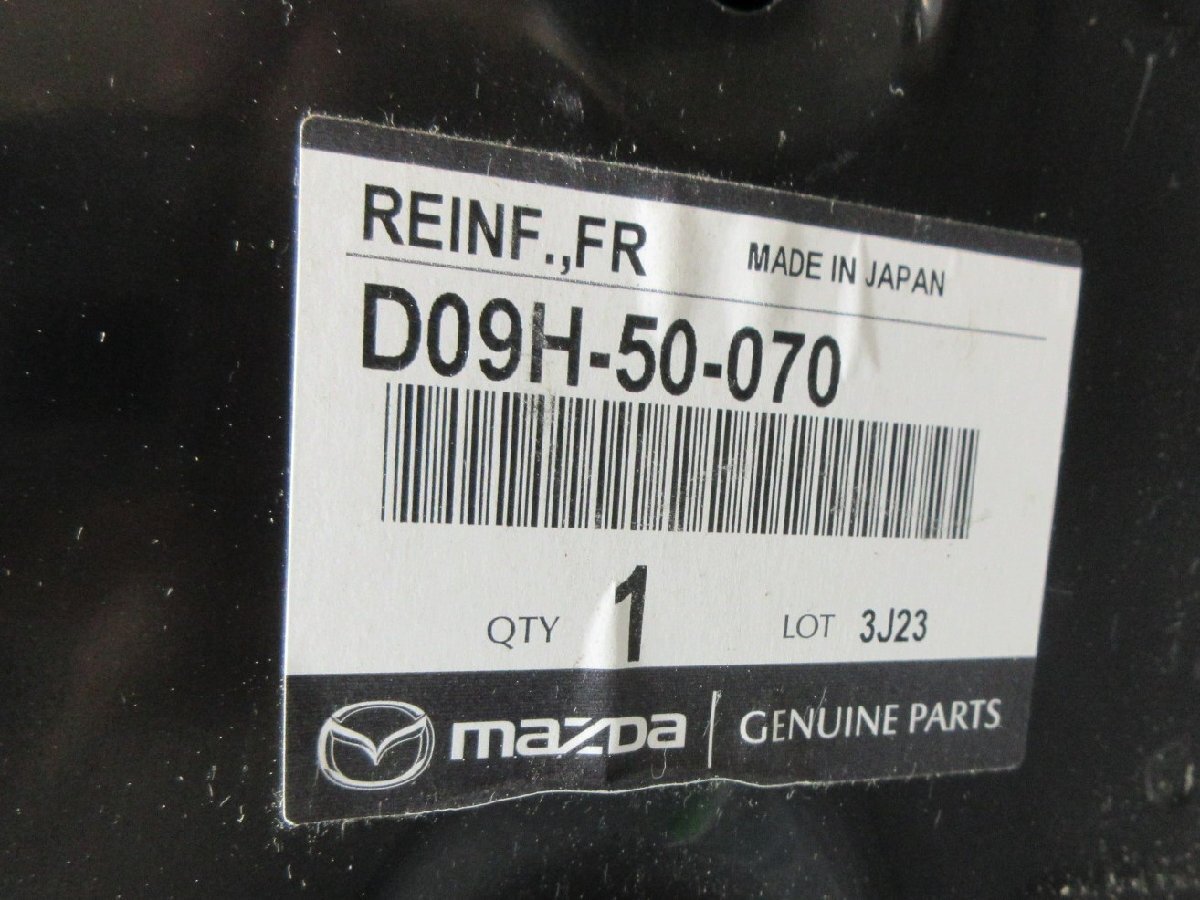 REINF.,FR MADE IN JAPAN
D09H-50-070
QTY 1 LOT 3J23
mazda | GENUINE PARTS